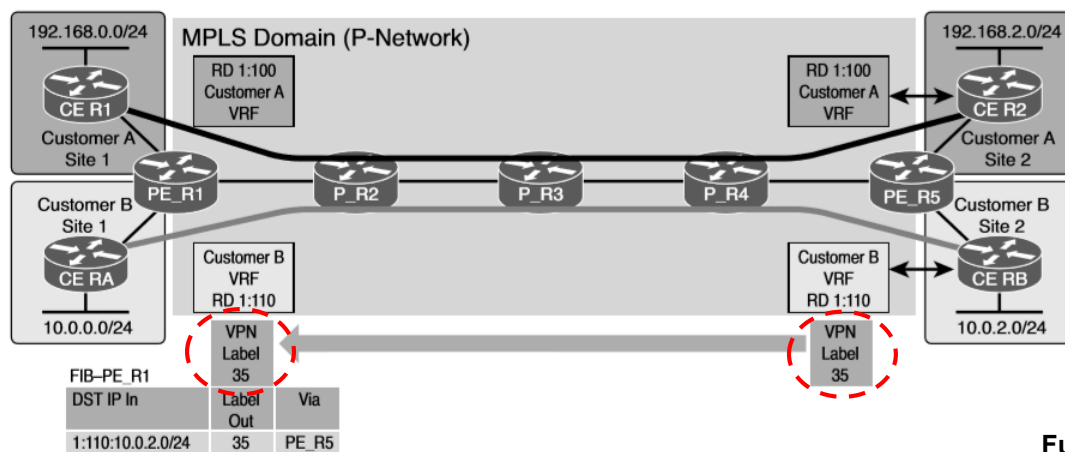 192.168.0.0/24
MPLS Domain (P-Network)
192.168.2.0/24
RD 1:100
Customer A
VRF
RD 1:100
Customer A
VRF
CE R1
CE R2
Customer A
Site 1
Customer A
Site 2
PE_R1
P_R2
P_R3
P_R4
PE_R5
Customer B
Site 1
Customer B
Site 2
CE RA
Customer B
VRF
RD 1:110
Customer B
VRF
RD 1:110
CE RB
10.0.0.0/24
10.0.2.0/24
VPN
Label
35
VPN
Label
35
FIB–PE_R1
DST IP In
Label
Out
Via
1:110:10.0.2.0/24
35
PE_R5
Fu